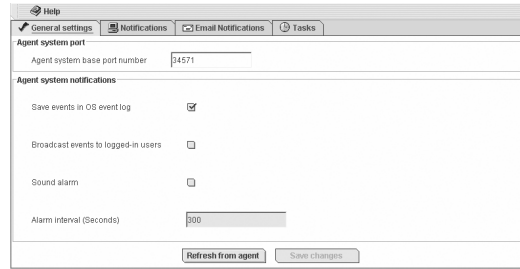 Help
General settings
Notifications
Email Notifications
Tasks
Agent system port
Agent system base port number
34571
Agent system notifications
Save events in OS event log
Broadcast events to logged-in users
Sound alarm
Alarm interval (Seconds)
300
Refresh from agent
Save changes